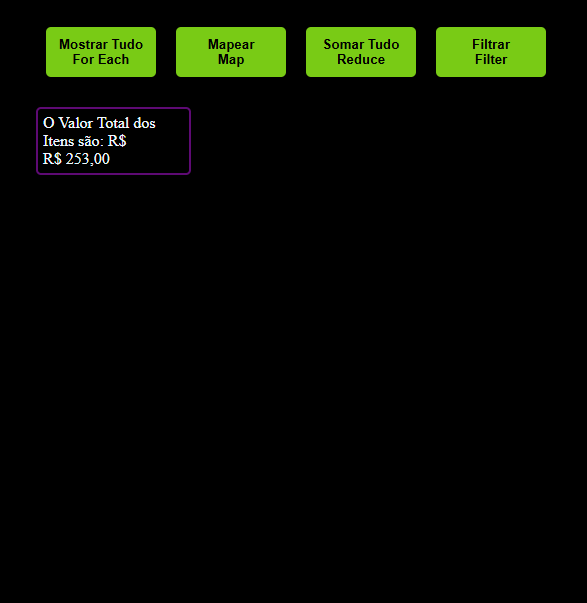 Mostrar Tudo
For Each
Mapear
Map
Somar Tudo
Reduce
Filtrar
Filter
O Valor Total dos
Itens são: R$
R$ 253,00